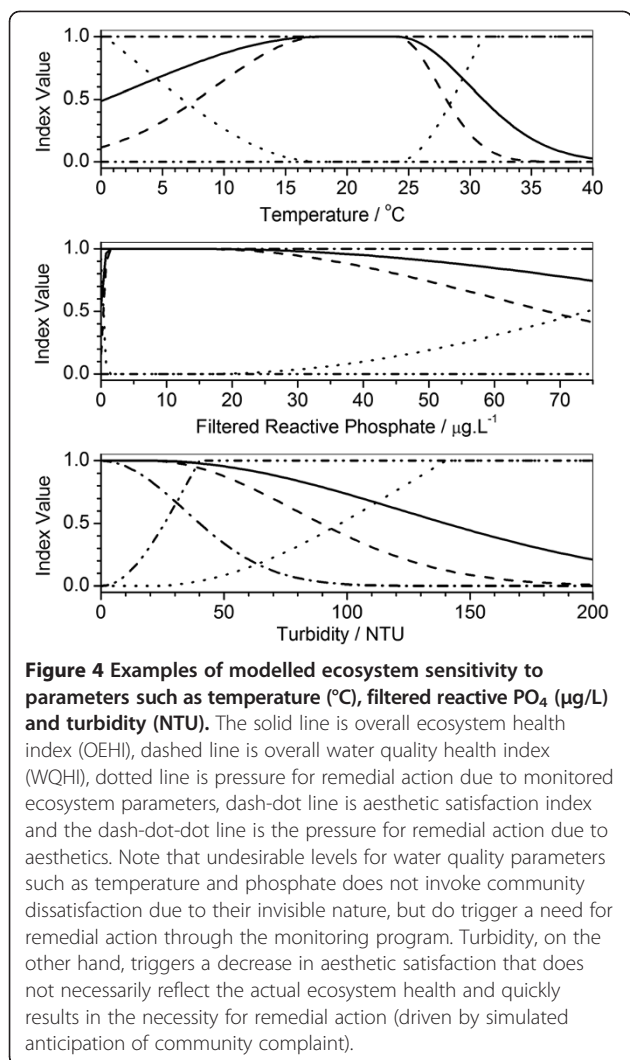 1.0
0.5
0.0
Index Value
0 5 10 15 20 25 30 35 40
Temperature / °C
1.0
0.5
0.0
Index Value
0 10 20 30 40 50 60 70
Filtered Reactive Phosphate / μg.L⁻¹
1.0
0.5
0.0
Index Value
0 50 100 150 200
Turbidity / NTU
Figure 4 Examples of modelled ecosystem sensitivity to
parameters such as temperature (°C), filtered reactive PO₄ (μg/L)
and turbidity (NTU). The solid line is overall ecosystem health
index (OEHI), dashed line is overall water quality health index
(WQHI), dotted line is pressure for remedial action due to monitored
ecosystem parameters, dash-dot line is aesthetic satisfaction index
and the dash-dot-dot line is the pressure for remedial action due to
aesthetics. Note that undesirable levels for water quality parameters
such as temperature and phosphate does not invoke community
dissatisfaction due to their invisible nature, but do trigger a need for
remedial action through the monitoring program. Turbidity, on the
other hand, triggers a decrease in aesthetic satisfaction that does
not necessarily reflect the actual ecosystem health and quickly
results in the necessity for remedial action (driven by simulated
anticipation of community complaint).